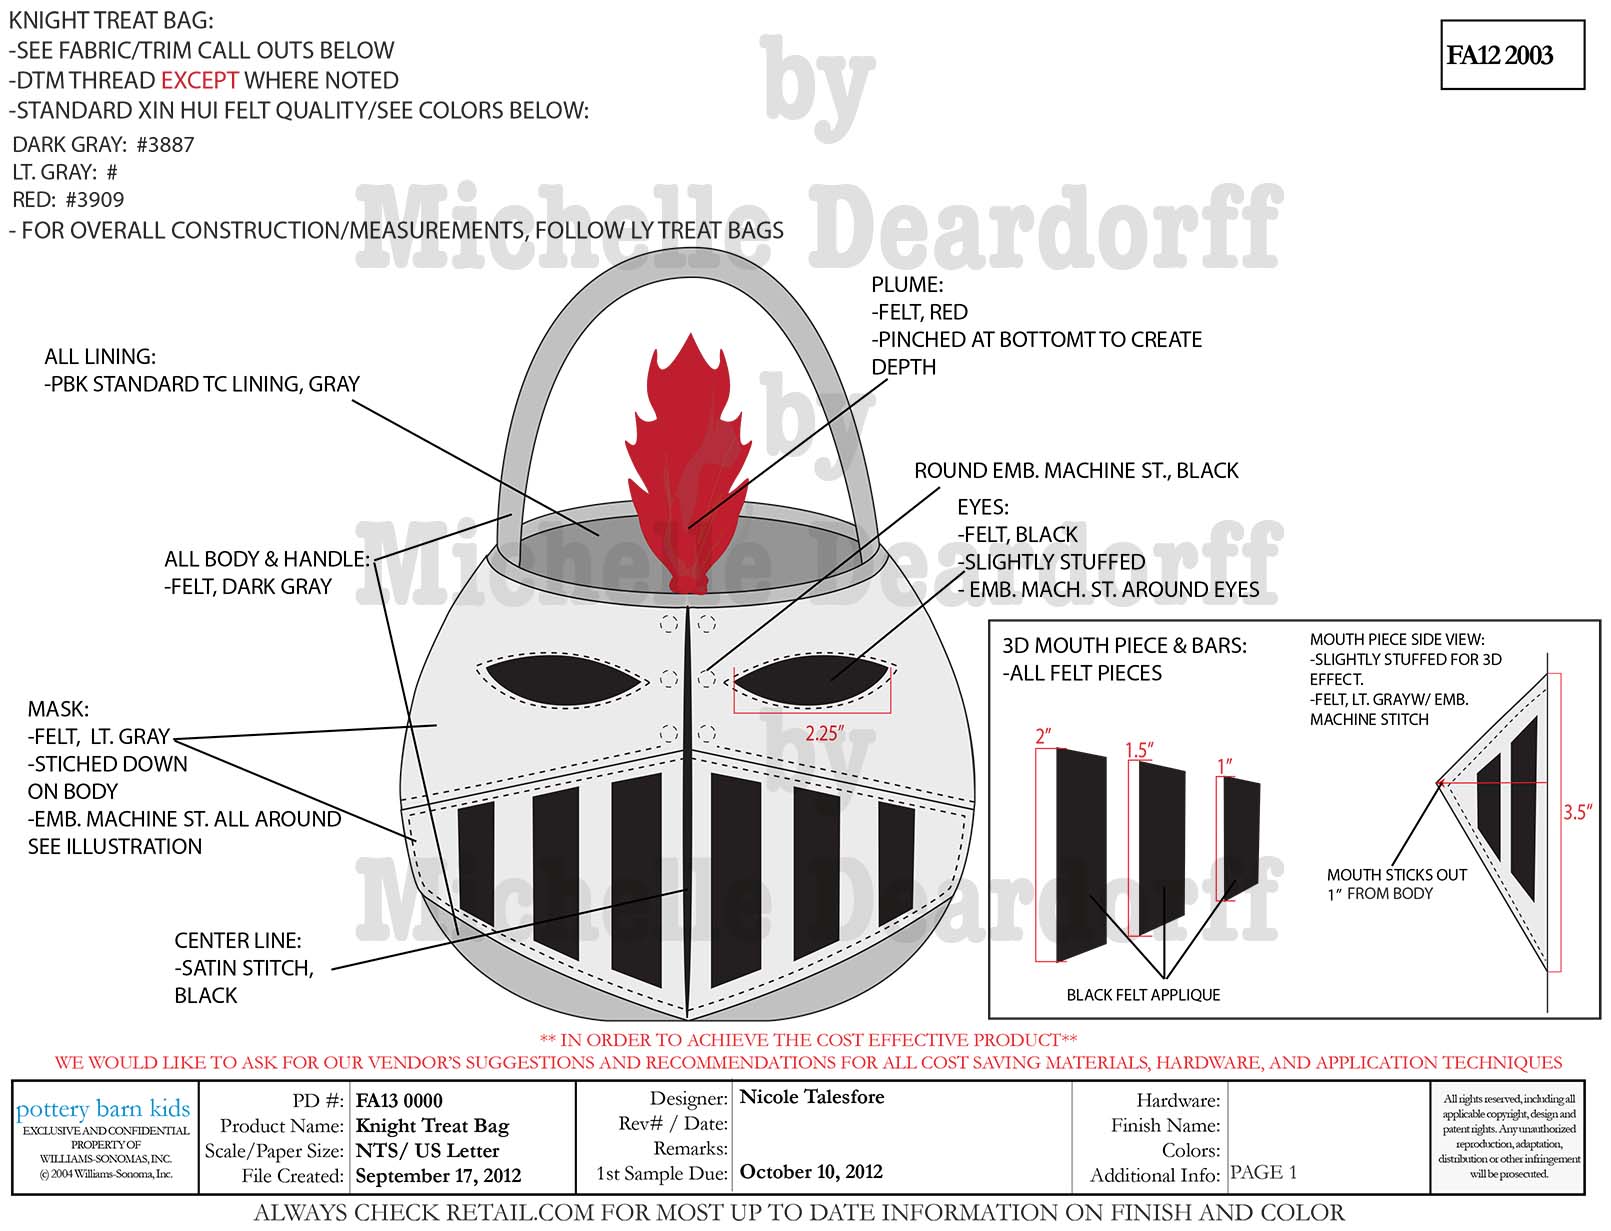 KNIGHT TREAT BAG:
-SEE FABRIC/TRIM CALL OUTS BELOW
-DTM THREAD EXCEPT WHERE NOTED
-STANDARD XIN HUI FELT QUALITY/SEE COLORS BELOW:
DARK GRAY: #3887
LT. GRAY: #
RED: #3909
- FOR OVERALL CONSTRUCTION/MEASUREMENTS, FOLLOW LY TREAT BAGS
FA12 2003
by
Michelle Deardorff
by
Michelle Deardorff
by
Michelle Deardorff
PLUME:
-FELT, RED
-PINCHED AT BOTTOMT TO CREATE
DEPTH
ALL LINING:
-PBK STANDARD TC LINING, GRAY
ROUND EMB. MACHINE ST., BLACK
EYES:
-FELT, BLACK
-SLIGHTLY STUFFED
- EMB. MACH. ST. AROUND EYES
ALL BODY & HANDLE:
-FELT, DARK GRAY
2.25"
MASK:
-FELT, LT. GRAY
-STICHED DOWN
ON BODY
-EMB. MACHINE ST. ALL AROUND
SEE ILLUSTRATION
CENTER LINE:
-SATIN STITCH,
BLACK
3D MOUTH PIECE & BARS:
-ALL FELT PIECES
2"
1.5"
1"
BLACK FELT APPLIQUE
MOUTH PIECE SIDE VIEW:
-SLIGHTLY STUFFED FOR 3D
EFFECT.
-FELT, LT. GRAYW/ EMB.
MACHINE STITCH
3.5"
MOUTH STICKS OUT
1" FROM BODY
** IN ORDER TO ACHIEVE THE COST EFFECTIVE PRODUCT**
WE WOULD LIKE TO ASK FOR OUR VENDOR'S SUGGESTIONS AND RECOMMENDATIONS FOR ALL COST SAVING MATERIALS, HARDWARE, AND APPLICATION TECHNIQUES
pottery barn kids
EXCLUSIVE AND CONFIDENTIAL
PROPERTY OF
WILLIAMS-SONOMAS, INC.
© 2004 Williams-Sonoma, Inc.
PD #: FA13 0000
Product Name: Knight Treat Bag
Scale/Paper Size: NTS/ US Letter
File Created: September 17, 2012
Designer: Nicole Talesfore
Rev# / Date:
Remarks:
1st Sample Due: October 10, 2012
Hardware:
Finish Name:
Colors:
Additional Info: PAGE 1
All rights reserved, including all
applicable copyright, design and
patent rights. Any unauthorized
reproduction, adaptation,
distribution or other infringement
will be prosecuted.
ALWAYS CHECK RETAIL.COM FOR MOST UP TO DATE INFORMATION ON FINISH AND COLOR